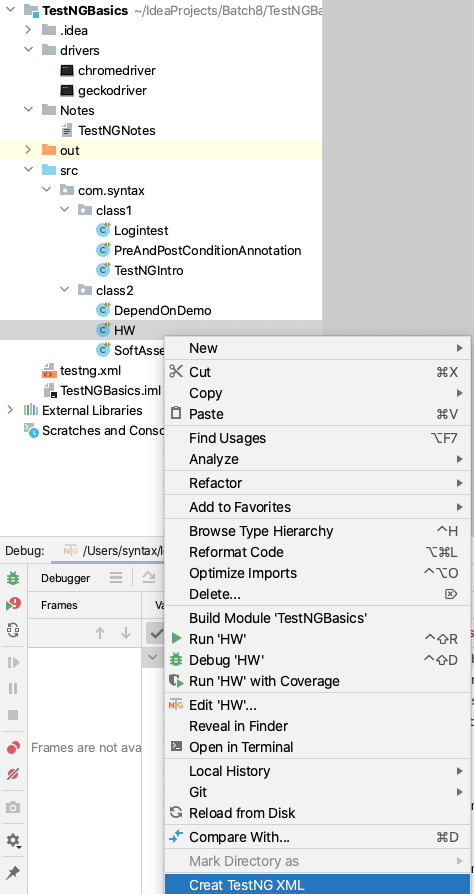 TestNGBasics ~/IdeaProjects/Batch8/TestNGBa
.idea
drivers
chromedriver
geckodriver
Notes
TestNGNotes
out
src
com.syntax
class1
Logintest
PreAndPostConditionAnnotation
TestNGIntro
class2
DependOnDemo
HW
SoftAsse
testng.xml
TestNGBasics.iml
External Libraries
Scratches and Conso
New
Cut ⌘X
Copy
Paste ⌘V
Find Usages ⌥F7
Analyze
Refactor
Add to Favorites
Browse Type Hierarchy ^H
Reformat Code ⌥⌘L
Optimize Imports ^⌥O
Delete... ⌦
Build Module 'TestNGBasics'
Run 'HW' ^⇧R
Debug 'HW' ^⇧D
Run 'HW' with Coverage
Edit 'HW'...
Reveal in Finder
Open in Terminal
Local History
Git
Reload from Disk
Compare With... ⌘D
Mark Directory as
Creat TestNG XML
Debug: /Users/syntax/I
Debugger
Frames Va
Frames are not ava